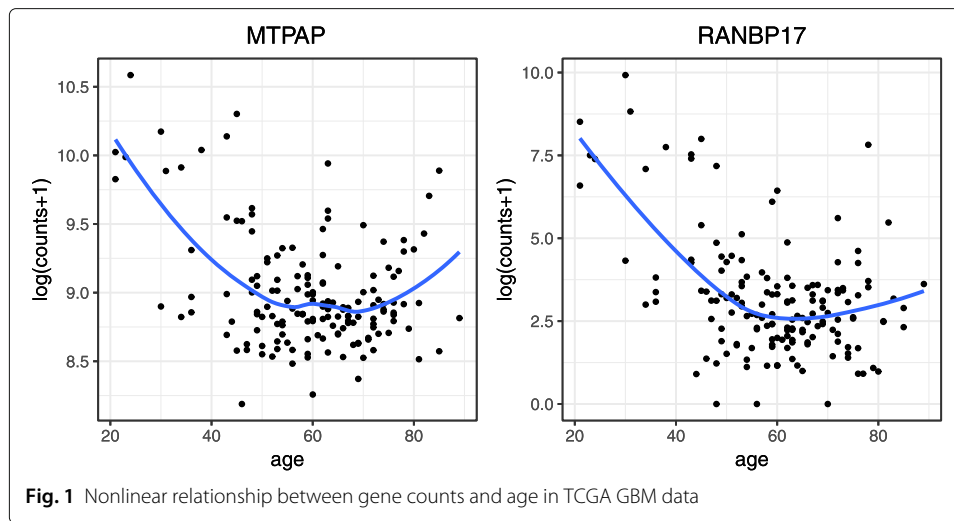 MTPAP
RANBP17
log(counts+1)
10.5
10.0
9.5
9.0
8.5
20 40 60 80
age
log(counts+1)
10.0
7.5
5.0
2.5
0.0
20 40 60 80
age
Fig. 1 Nonlinear relationship between gene counts and age in TCGA GBM data